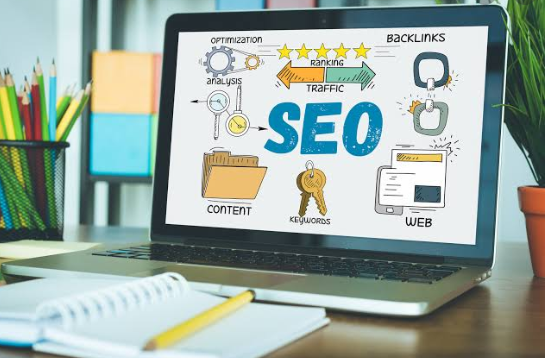 OPTIMIZATION
BACKLINKS
RANKING
ANALYSIS
TRAFFIC
SEO
CONTENT
KEYWORDS
WEB